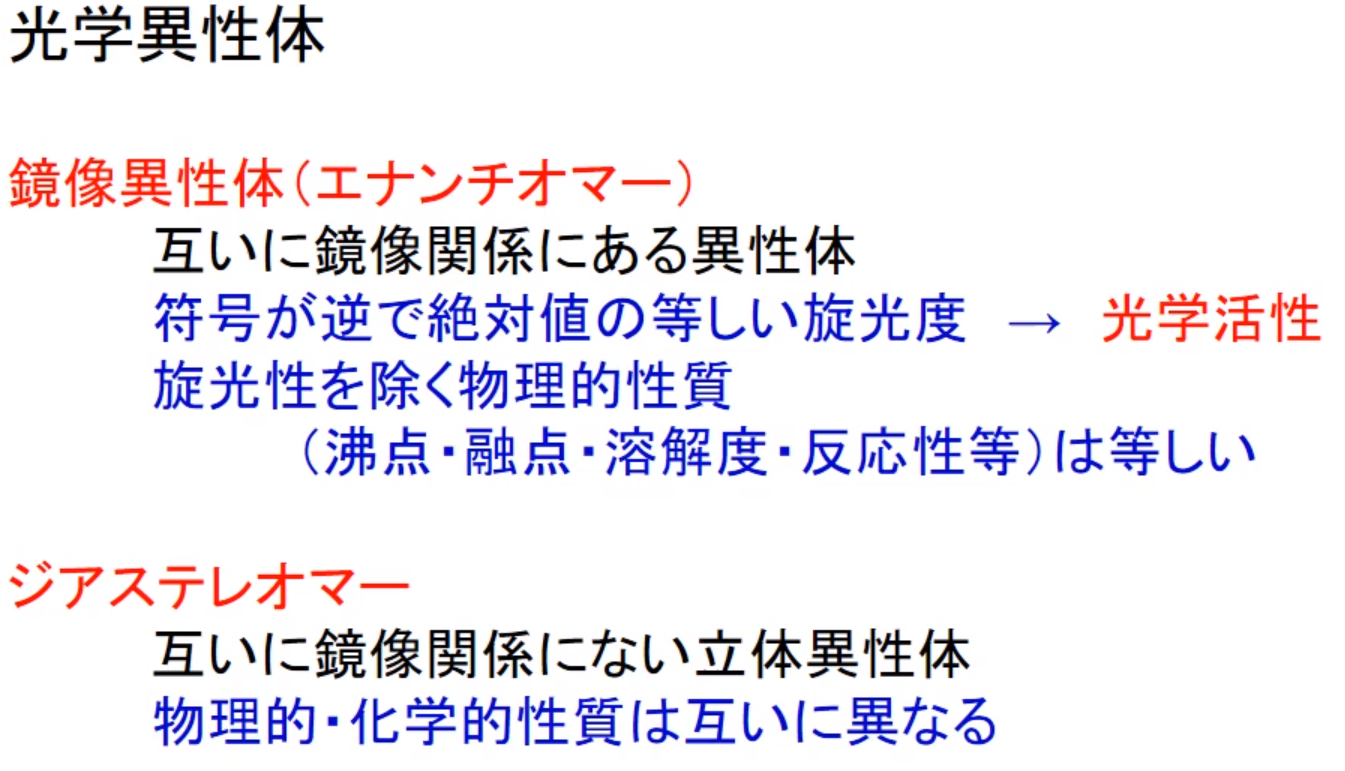 光学異性体
鏡像異性体（エナンチオマー）
互いに鏡像関係にある異性体
符号が逆で絶対値の等しい旋光度 → 光学活性
旋光性を除く物理的性質
（沸点・融点・溶解度・反応性等）は等しい
ジアステレオマー
互いに鏡像関係にない立体異性体
物理的・化学的性質は互いに異なる